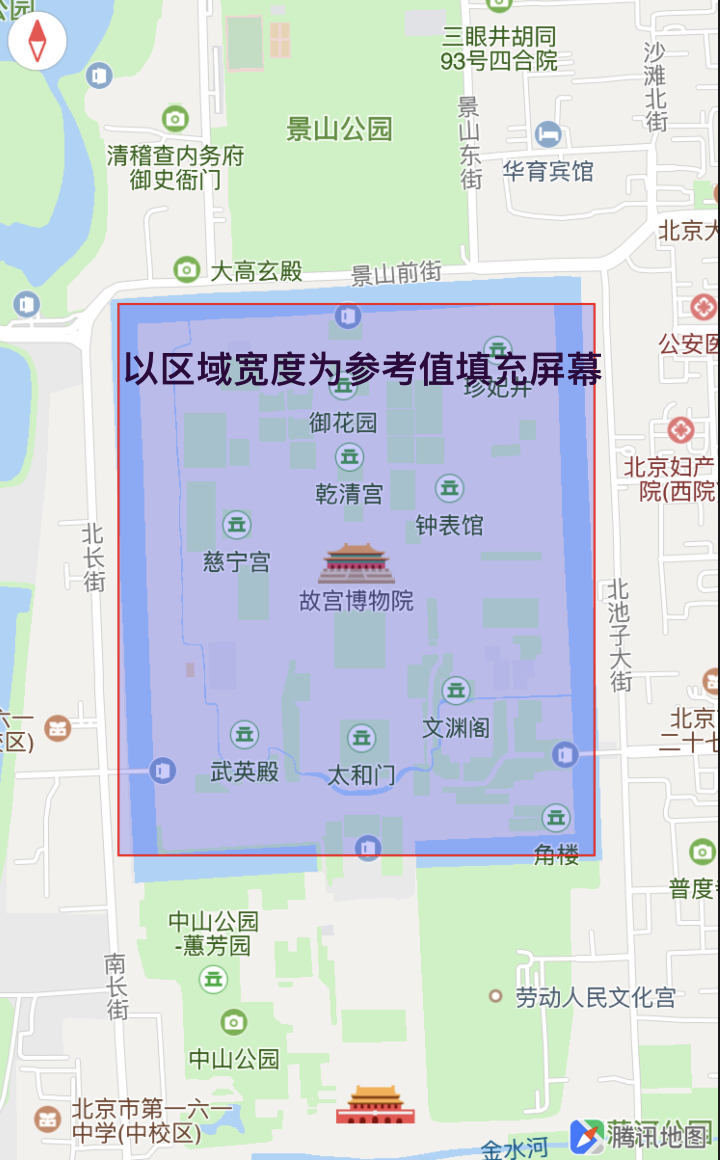 公园
三眼井胡同
93号四合院
沙滩北街
景山东街
景山公园
清稽查内务府
御史衙门
华育宾馆
北京大
大高玄殿
景山前街
公安医
以区域宽度为参考值填充屏幕
珍妃井
御花园
北京妇产
院(西院)
乾清宫
钟表馆
北长街
慈宁宫
故宫博物院
北池子大街
六一
校区)
文渊阁
北京
二十七
武英殿
太和门
角楼
普度寺
中山公园
-蕙芳园
南长街
劳动人民文化宫
中山公园
北京市第一六一
中学(中校区)
金水河
腾讯地图